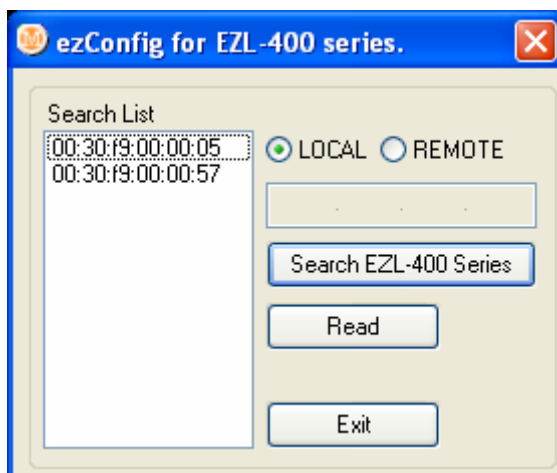 ezConfig for EZL-400 series.
Search List
00:30:f9:00:00:05
00:30:f9:00:00:57
LOCAL REMOTE
. . .
Search EZL-400 Series
Read
Exit